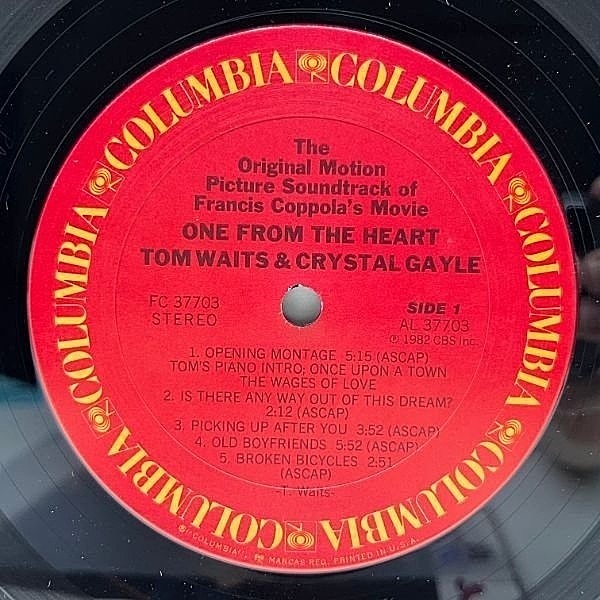 COLUMBIA COLUMBIA COLUMBIA COLUMBIA COLUMBIA COLUMBIA
The
Original Motion
Picture Soundtrack of
Francis Coppola's Movie
ONE FROM THE HEART
TOM WAITS & CRYSTAL GAYLE
FC 37703
STEREO
SIDE 1
AL 37703
℗ 1982 CBS Inc.
1. OPENING MONTAGE 5:15 (ASCAP)
TOM'S PIANO INTRO; ONCE UPON A TOWN
THE WAGES OF LOVE
2. IS THERE ANY WAY OUT OF THIS DREAM?
2:12 (ASCAP)
3. PICKING UP AFTER YOU 3:52 (ASCAP)
4. OLD BOYFRIENDS 5:52 (ASCAP)
5. BROKEN BICYCLES 2:51
(ASCAP)
-T. Waits-
"COLUMBIA", MARCAS REG. PRINTED IN U.S.A.